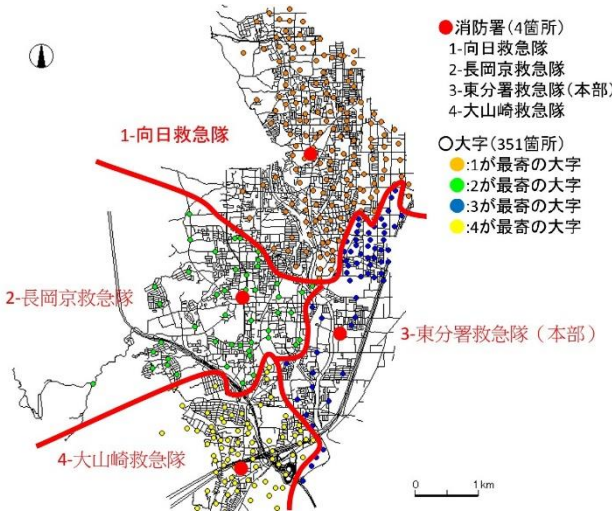 ●消防署(4箇所)
1-向日救急隊
2-長岡京救急隊
3-東分署救急隊(本部)
4-大山崎救急隊
○大字(351箇所)
●:1が最寄の大字
●:2が最寄の大字
●:3が最寄の大字
●:4が最寄の大字
1-向日救急隊
2-長岡京救急隊
3-東分署救急隊(本部)
4-大山崎救急隊
0 1km